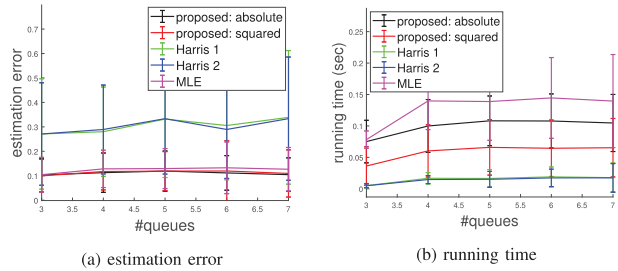 proposed: absolute
proposed: squared
Harris 1
Harris 2
MLE
estimation error
0.7
0.6
0.5
0.4
0.3
0.2
0.1
0
3 3.5 4 4.5 5 5.5 6 6.5 7
#queues
(a) estimation error
proposed: absolute
proposed: squared
Harris 1
Harris 2
MLE
running time (sec)
0.25
0.2
0.15
0.1
0.05
0
3 3.5 4 4.5 5 5.5 6 6.5 7
#queues
(b) running time